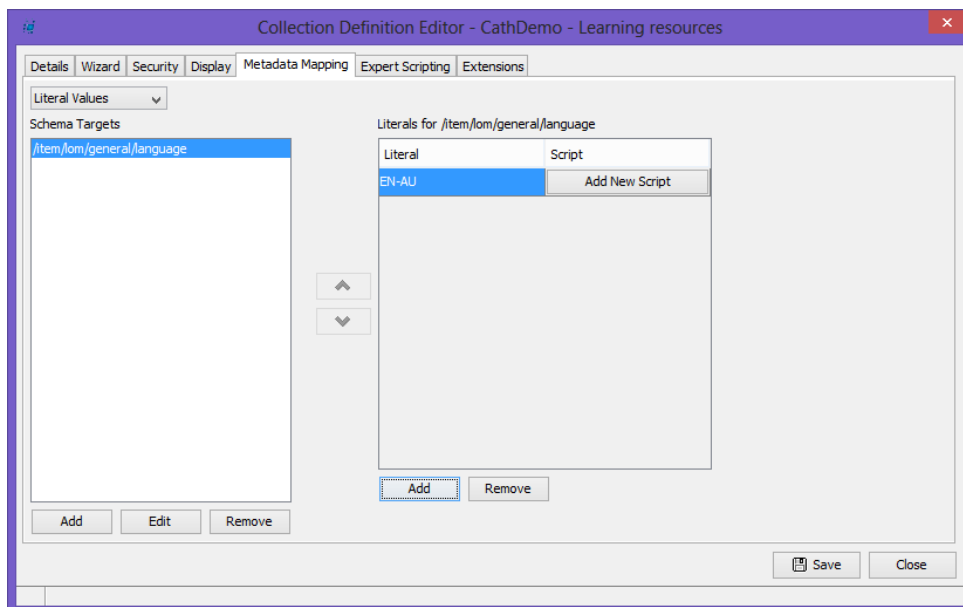 Collection Definition Editor - CathDemo - Learning resources
Details Wizard Security Display Metadata Mapping Expert Scripting Extensions
Literal Values
Schema Targets
/item/lom/general/language
Literals for /item/lom/general/language
Literal Script
EN-AU Add New Script
Add Remove
Add Edit Remove
Save Close